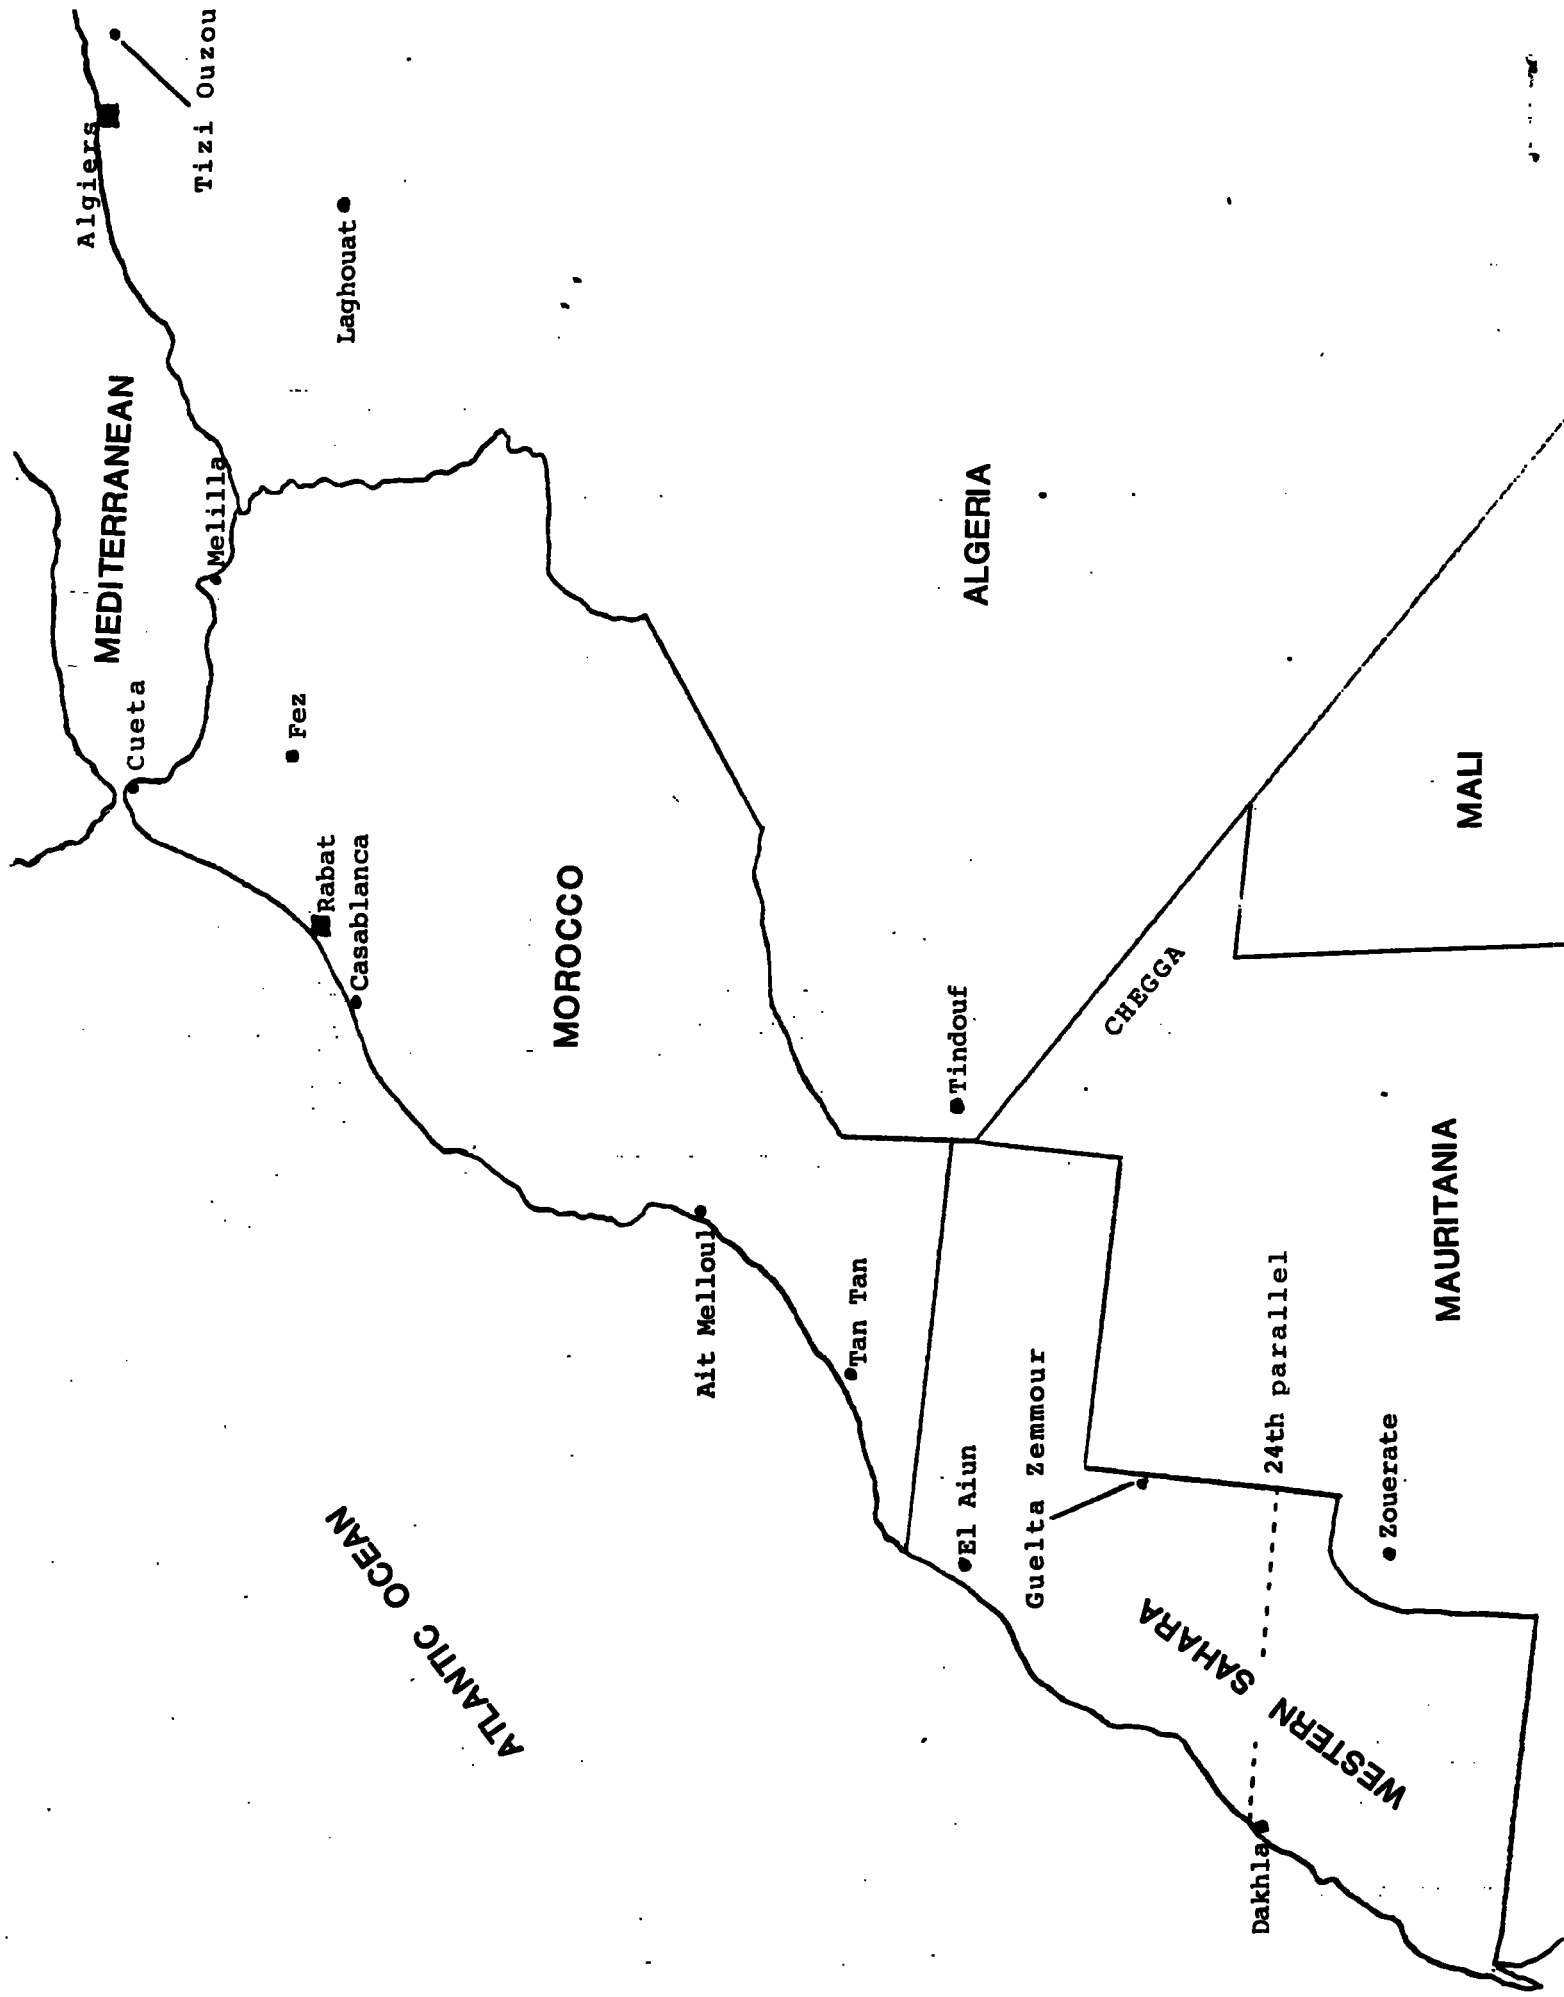 Algiers
Tizi Ouzou
MEDITERRANEAN
Cueta
Melilla
Laghouat
Fez
Rabat
Casablanca
MOROCCO
ATLANTIC OCEAN
Ait Melloul
Tan Tan
Tindouf
ALGERIA
El Aiun
Guelta Zemmour
CHEGGA
24th parallel
WESTERN SAHARA
Dakhla
Zouerate
MAURITANIA
MALI